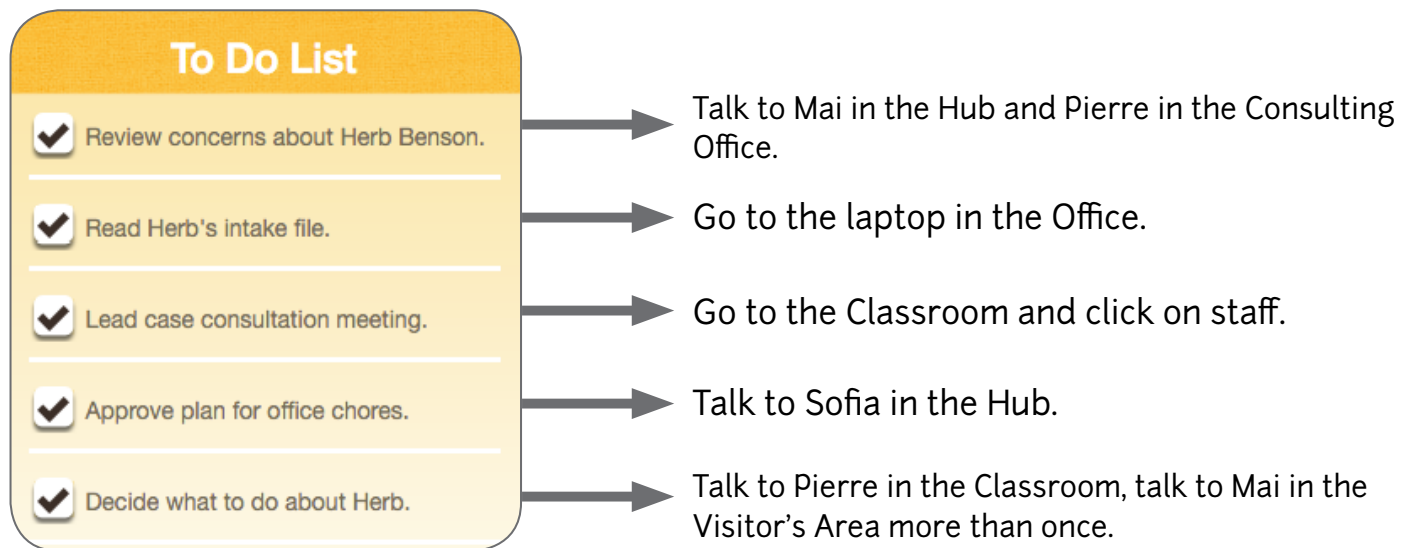 To Do List
Review concerns about Herb Benson.
Talk to Mai in the Hub and Pierre in the Consulting
Office.
Read Herb's intake file.
Go to the laptop in the Office.
Lead case consultation meeting.
Go to the Classroom and click on staff.
Approve plan for office chores.
Talk to Sofia in the Hub.
Decide what to do about Herb.
Talk to Pierre in the Classroom, talk to Mai in the
Visitor's Area more than once.